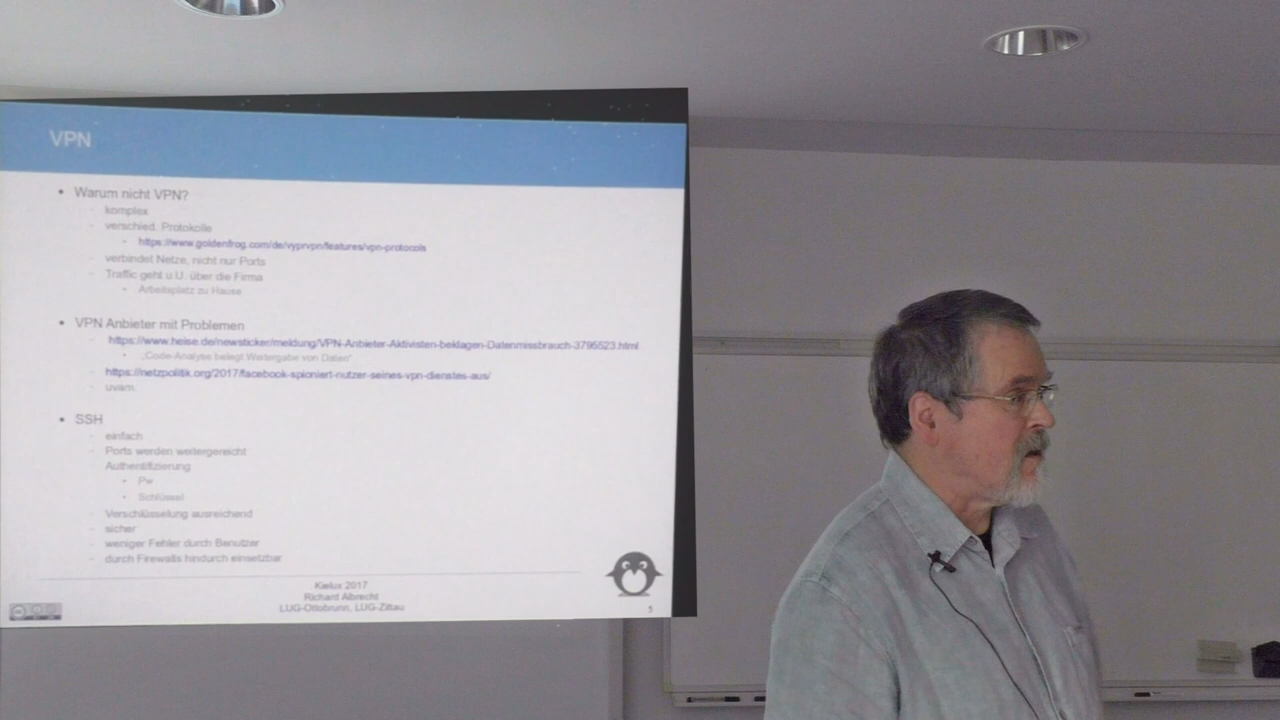 VPN
Warum nicht VPN?
komplex
verschied. Protokolle
https://www.goldenfrog.com/de/vyprvpn/features/vpn-protocols
verbindet Netze, nicht nur Ports
Traffic geht u.U. über die Firma
Arbeitsplatz zu Hause
VPN Anbieter mit Problemen
https://www.heise.de/newsticker/meldung/VPN-Anbieter-Aktivisten-beklagen-Datenmissbrauch-3795523.html
„Code-Analyse belegt Weitergabe von Daten"
https://netzpolitik.org/2017/facebook-spioniert-nutzer-seines-vpn-dienstes-aus/
uvam.
SSH
einfach
Ports werden weitergereicht
Authentifizierung
Pw
Schlüssel
Verschlüsselung ausreichend
sicher
weniger Fehler durch Benutzer
durch Firewalls hindurch einsetzbar
Kielux 2017
Richard Albrecht
LUG-Ottobrunn, LUG-Zittau
5